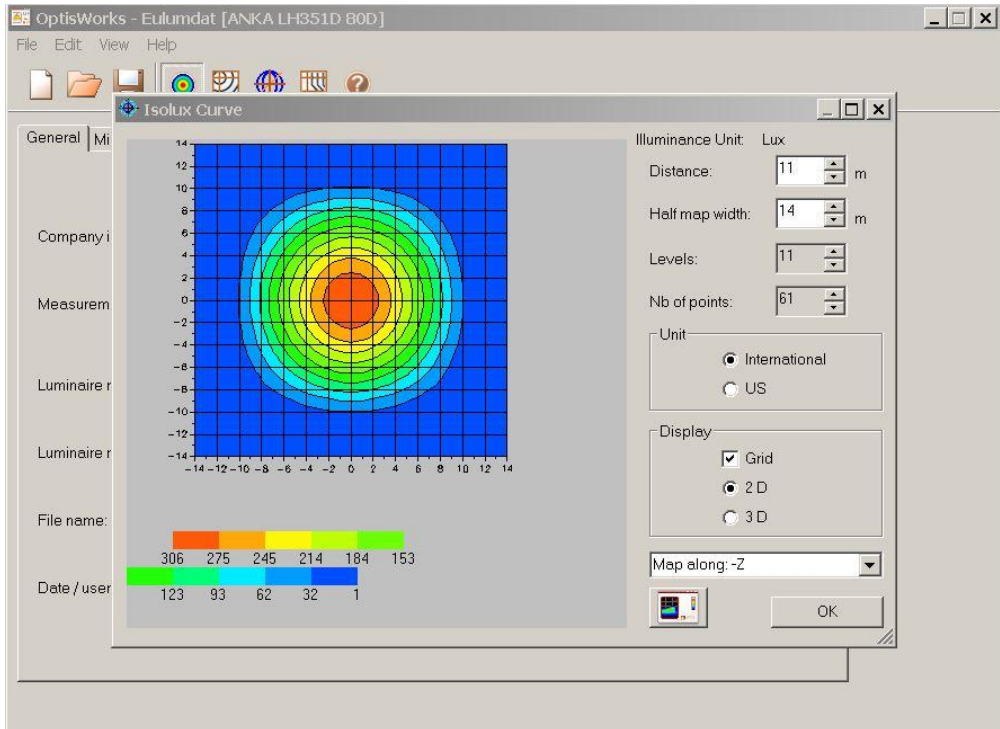 OptisWorks - Eulumdat [ANKA LH351D 80D]
File Edit View Help
Isolux Curve
General Mi
Company i
Measurem
Luminaire r
Luminaire r
File name:
Date / user
14
12
10
8
6
4
2
0
-2
-4
-6
-8
-10
-12
-14
-14 -12 -10 -8 -6 -4 -2 0 2 4 6 8 10 12 14
306 275 245 214 184 153
123 93 62 32 1
Illuminance Unit: Lux
Distance: 11 m
Half map width: 14 m
Levels: 11
Nb of points: 61
Unit
International
US
Display
Grid
2 D
3 D
Map along: -Z
OK